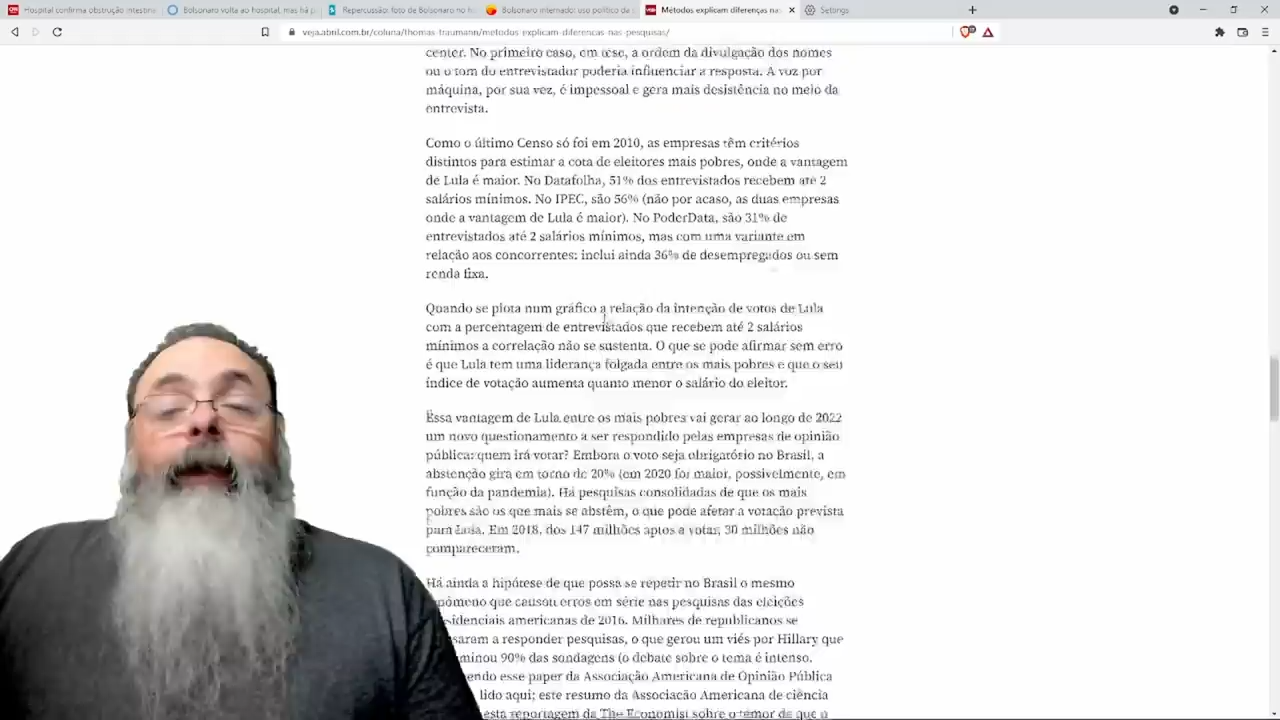 Hospital confirma obstrução intestina
Bolsonaro volta ao hospital, mas há p
Repercussão: foto de Bolsonaro no ho
Bolsonaro internado: uso político da s
Métodos explicam diferenças nas
Settings
veja.abril.com.br/coluna/thomas-traumann/metodos-explicam-diferencas-nas-pesquisas/
center. No primeiro caso, em tese, a ordem da divulgação dos nomes
ou o tom do entrevistador poderia influenciar a resposta. A voz por
máquina, por sua vez, é impessoal e gera mais desistência no meio da
entrevista.
Como o último Censo só foi em 2010, as empresas têm critérios
distintos para estimar a cota de eleitores mais pobres, onde a vantagem
de Lula é maior. No Datafolha, 51% dos entrevistados recebem até 2
salários mínimos. No IPEC, são 56% (não por acaso, as duas empresas
onde a vantagem de Lula é maior). No PoderData, são 31% de
entrevistados até 2 salários mínimos, mas com uma variante em
relação aos concorrentes: inclui ainda 36% de desempregados ou sem
renda fixa.
Quando se plota num gráfico a relação da intenção de votos de Lula
com a percentagem de entrevistados que recebem até 2 salários
mínimos a correlação não se sustenta. O que se pode afirmar sem erro
é que Lula tem uma liderança folgada entre os mais pobres e que o seu
índice de votação aumenta quanto menor o salário do eleitor.
Essa vantagem de Lula entre os mais pobres vai gerar ao longo de 2022
um novo questionamento a ser respondido pelas empresas de opinião
pública: quem irá votar? Embora o voto seja obrigatório no Brasil, a
abstenção gira em torno de 20% (em 2020 foi maior, possivelmente, em
função da pandemia). Há pesquisas consolidadas de que os mais
pobres são os que mais se abstêm, o que pode afetar a votação prevista
para Lula. Em 2018, dos 147 milhões aptos a votar, 30 milhões não
compareceram.
Há ainda a hipótese de que possa se repetir no Brasil o mesmo
nômeno que causou erros em série nas pesquisas das eleições
sidenciais americanas de 2016. Milhares de republicanos se
saram a responder pesquisas, o que gerou um viés por Hillary que
minou 90% das sondagens (o debate sobre o tema é intenso.
endo esse paper da Associação Americana de Opinião Pública
lido aqui; este resumo da Associação Americana de ciência
esta reportagem da The Economist sobre o temor de que o